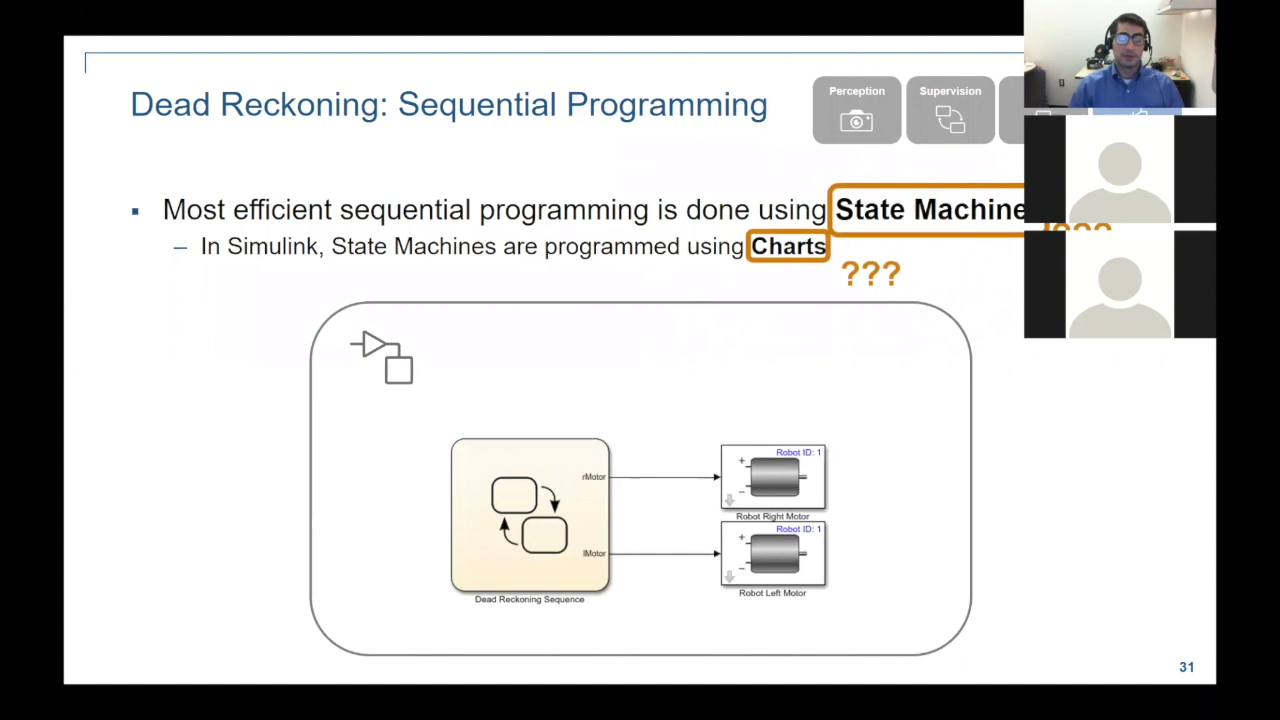 Dead Reckoning: Sequential Programming
Perception
Supervision
Most efficient sequential programming is done using State Machine
– In Simulink, State Machines are programmed using Charts
???
rMotor
lMotor
Dead Reckoning Sequence
Robot ID: 1
Robot Right Motor
Robot ID: 1
Robot Left Motor
31